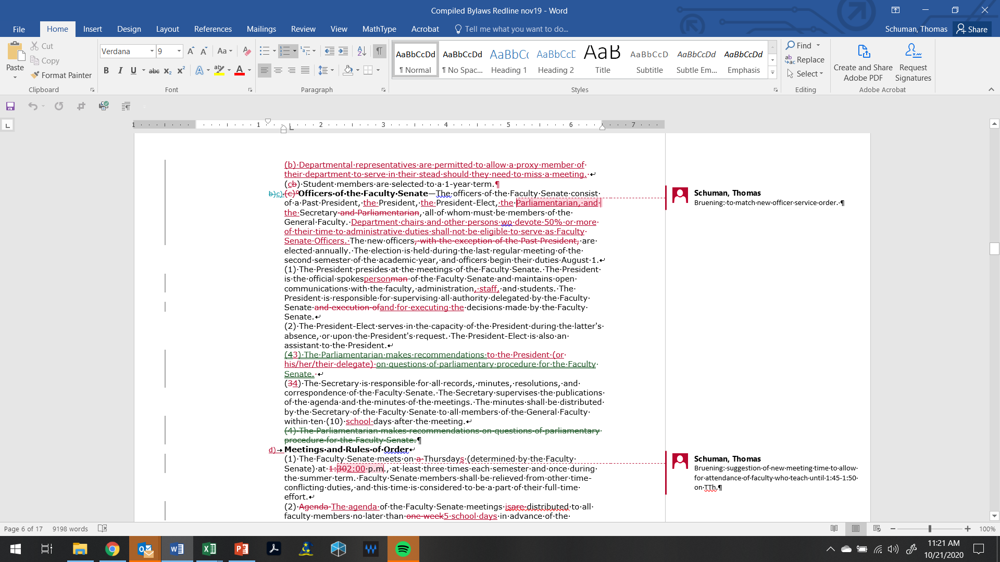 Compiled Bylaws Redline nov19 - Word
File Home Insert Design Layout References Mailings Review View MathType Acrobat Tell me what you want to do... Schuman, Thomas Share
Paste
Cut
Copy
Format Painter
Clipboard
Verdana 9
Font
Paragraph
AaBbCcDd AaBbCcDd AaBbC AaBbCcD AaB AaBbCcD AaBbCcDd AaBbCcDd
¶ Normal ¶ No Spac... Heading 1 Heading 2 Title Subtitle Subtle Em... Emphasis
Styles
Find
Replace
Select
Editing
Create and Share Adobe PDF
Request Signatures
Adobe Acrobat
1 1 2 3 4 5 6 7
(b) Departmental representatives are permitted to allow a proxy member of
their department to serve in their stead should they need to miss a meeting.
(cb) Student members are selected to a 1-year term.¶
b)c) (c)º Officers of the Faculty Senate—The officers of the Faculty Senate consist
of a Past President, the President, the President-Elect, the Parliamentarian, and
the Secretary and Parliamentarian, all of whom must be members of the
General Faculty. Department chairs and other persons wo devote 50% or more
of their time to administrative duties shall not be eligible to serve as Faculty
Senate Officers. The new officers, with the exception of the Past President, are
elected annually. The election is held during the last regular meeting of the
second semester of the academic year, and officers begin their duties August 1.
(1) The President presides at the meetings of the Faculty Senate. The President
is the official spokespersonman of the Faculty Senate and maintains open
communications with the faculty, administration, staff, and students. The
President is responsible for supervising all authority delegated by the Faculty
Senate and execution ofand for executing the decisions made by the Faculty
Senate.
(2) The President-Elect serves in the capacity of the President during the latter's
absence, or upon the President's request. The President-Elect is also an
assistant to the President.
(43) The Parliamentarian makes recommendations to the President (or
his/her/their delegate) on questions of parliamentary procedure for the Faculty
Senate.
(34) The Secretary is responsible for all records, minutes, resolutions, and
correspondence of the Faculty Senate. The Secretary supervises the publications
of the agenda and the minutes of the meetings. The minutes shall be distributed
by the Secretary of the Faculty Senate to all members of the General Faculty
within ten (10) school days after the meeting.
(4) The Parliamentarian makes recommendations on questions of parliamentary
procedure for the Faculty Senate.¶
d) Meetings and Rules of Order
(1) The Faculty Senate meets on a Thursdays (determined by the Faculty
Senate) at 1:302:00 p.m., at least three times each semester and once during
the summer term. Faculty Senate members shall be relieved from other time-
conflicting duties, and this time is considered to be a part of their full-time
effort.
(2) Agenda The agenda of the Faculty Senate meetings isare distributed to all
faculty members no later than one week5 school days in advance of the
Schuman, Thomas
Bruening: to match new officer service order. ¶
Schuman, Thomas
Bruening: suggestion of new meeting time to allow
for attendance of faculty who teach until 1:45-1:50
on TTh.¶
Page 6 of 17 9198 words 100%
11:21 AM
10/21/2020